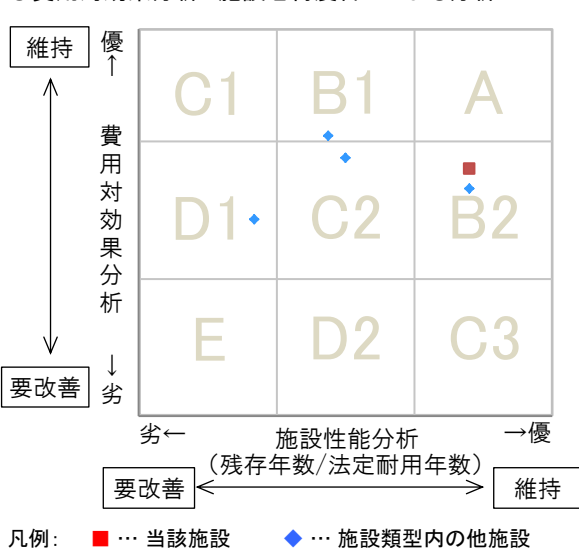 維持
優
↑
C1 B1 A
費用対効果分析
D1 C2 B2
E D2 C3
↓
劣
要改善
劣← 施設性能分析 →優
（残存年数/法定耐用年数）
要改善 維持
凡例： ■ … 当該施設 ◆ … 施設類型内の他施設